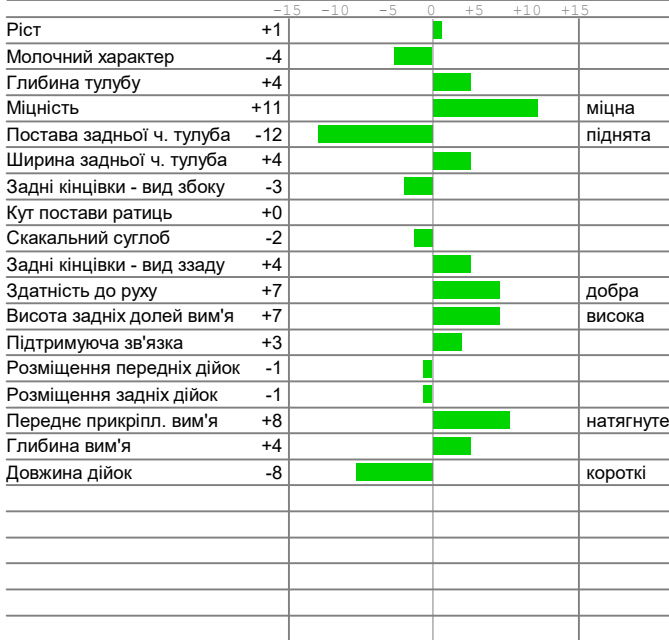 -15 -10 -5 0 +5 +10 +15
Ріст +1
Молочний характер -4
Глибина тулубу +4
Міцність +11 міцна
Постава задньої ч. тулуба -12 піднята
Ширина задньої ч. тулуба +4
Задні кінцівки - вид збоку -3
Кут постави ратиць +0
Скакальний суглоб -2
Задні кінцівки - вид ззаду +4
Здатність до руху +7 добра
Висота задніх долей вим'я +7 висока
Підтримуюча зв'язка +3
Розміщення передніх дійок -1
Розміщення задніх дійок -1
Переднє прикріпл. вим'я +8 натягнуте
Глибина вим'я +4
Довжина дійок -8 короткі